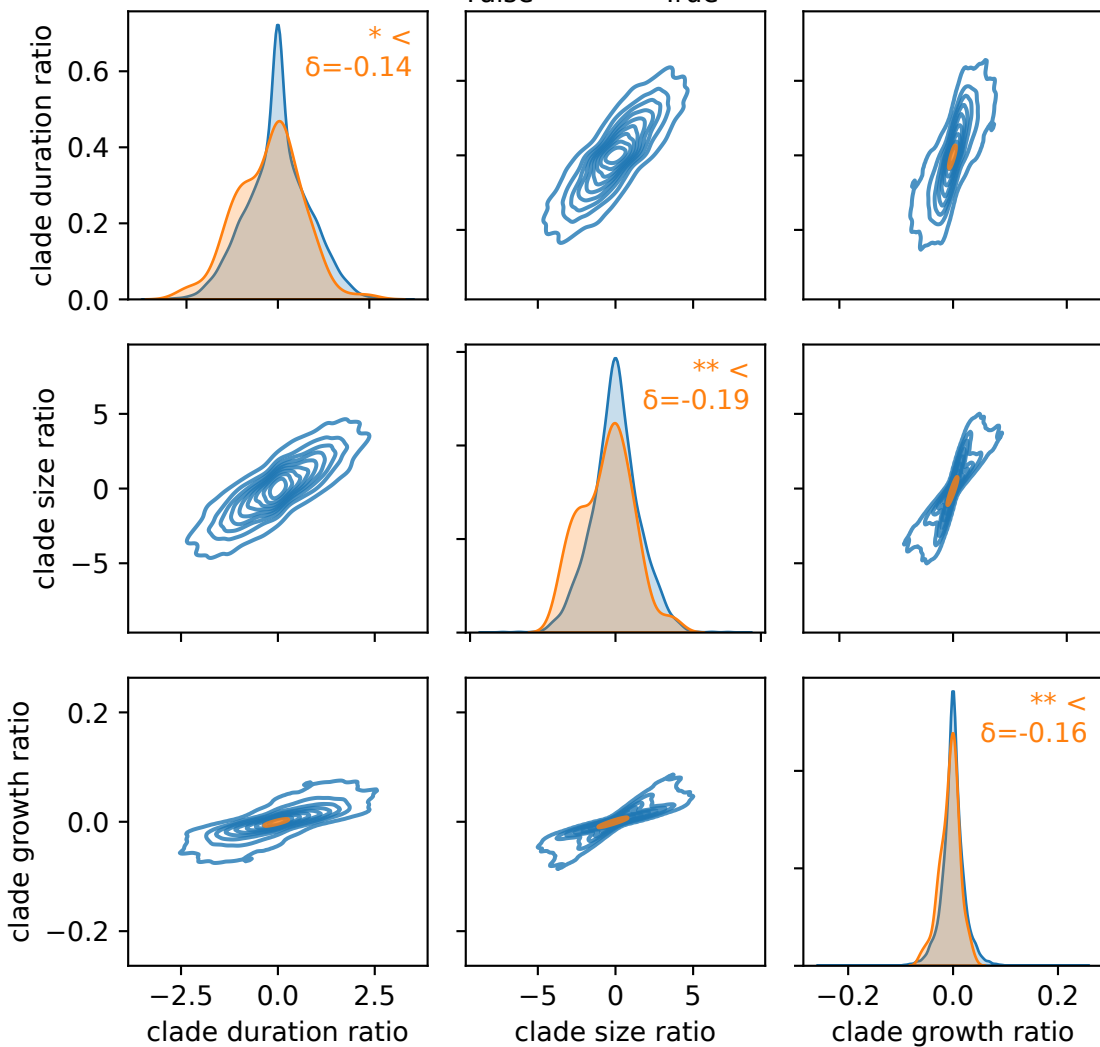 * <
δ=-0.14
clade duration ratio
0.6
0.4
0.2
0.0
** <
δ=-0.19
clade size ratio
5
0
−5
** <
δ=-0.16
clade growth ratio
0.2
0.0
−0.2
−2.5 0.0 2.5
−5 0 5
−0.2 0.0 0.2
clade duration ratio
clade size ratio
clade growth ratio